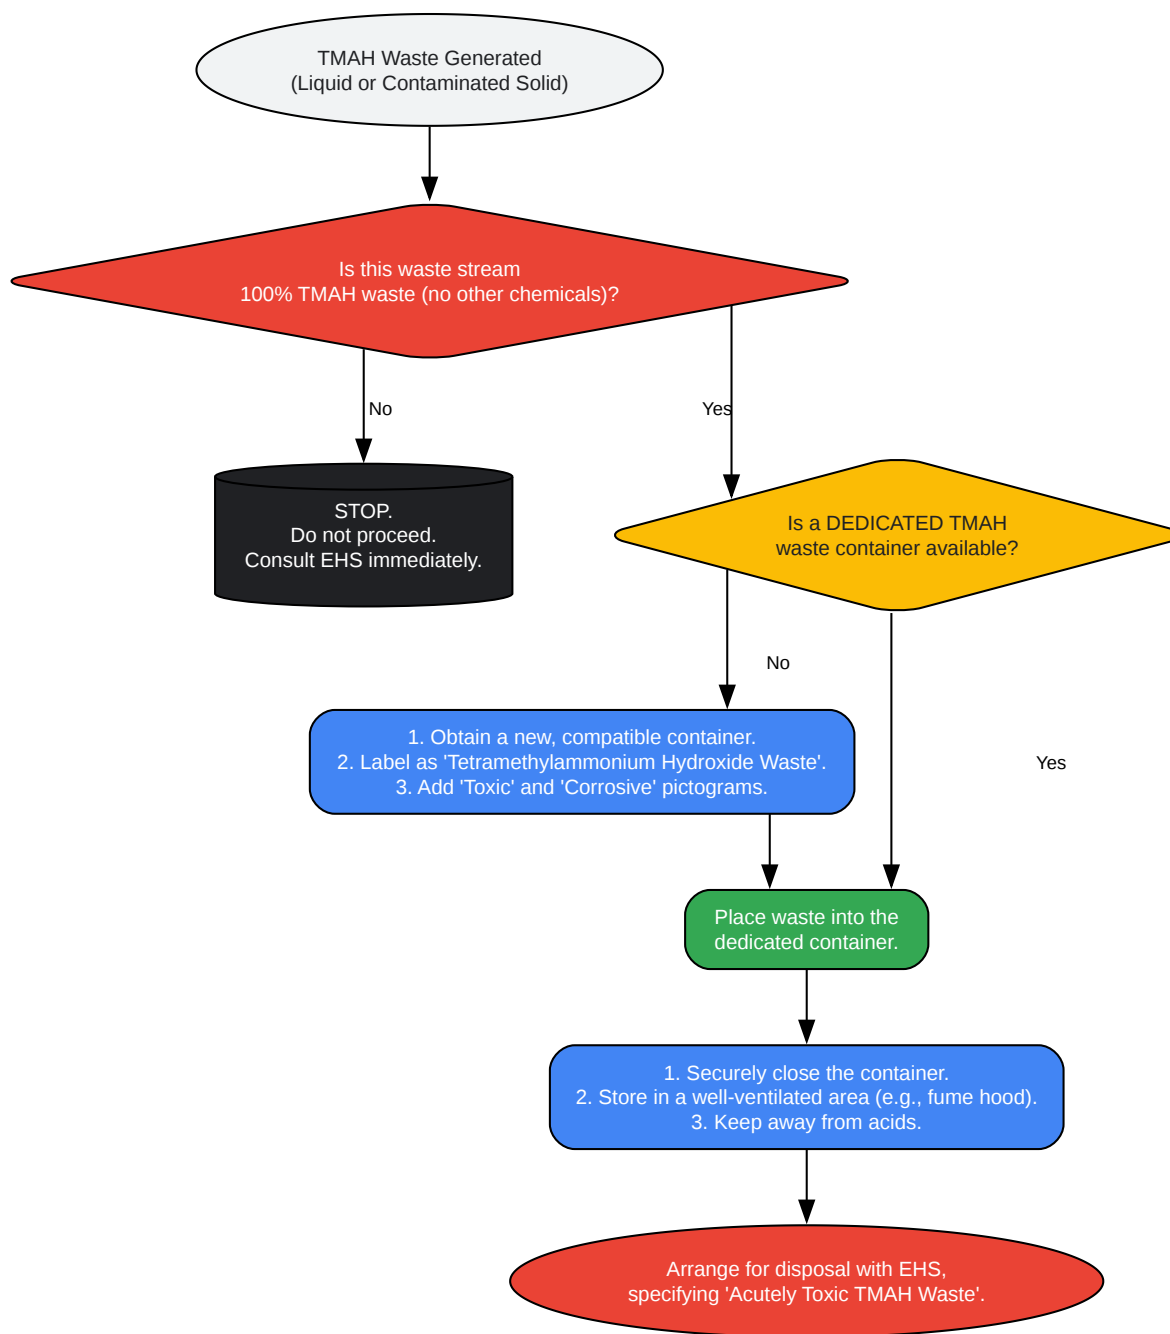 TMAH Waste Generated
(Liquid or Contaminated Solid)
Is this waste stream
100% TMAH waste (no other chemicals)?
No
Yes
STOP.
Do not proceed.
Consult EHS immediately.
Is a DEDICATED TMAH
waste container available?
No
Yes
1. Obtain a new, compatible container.
2. Label as 'Tetramethylammonium Hydroxide Waste'.
3. Add 'Toxic' and 'Corrosive' pictograms.
Place waste into the
dedicated container.
1. Securely close the container.
2. Store in a well-ventilated area (e.g., fume hood).
3. Keep away from acids.
Arrange for disposal with EHS,
specifying 'Acutely Toxic TMAH Waste'.